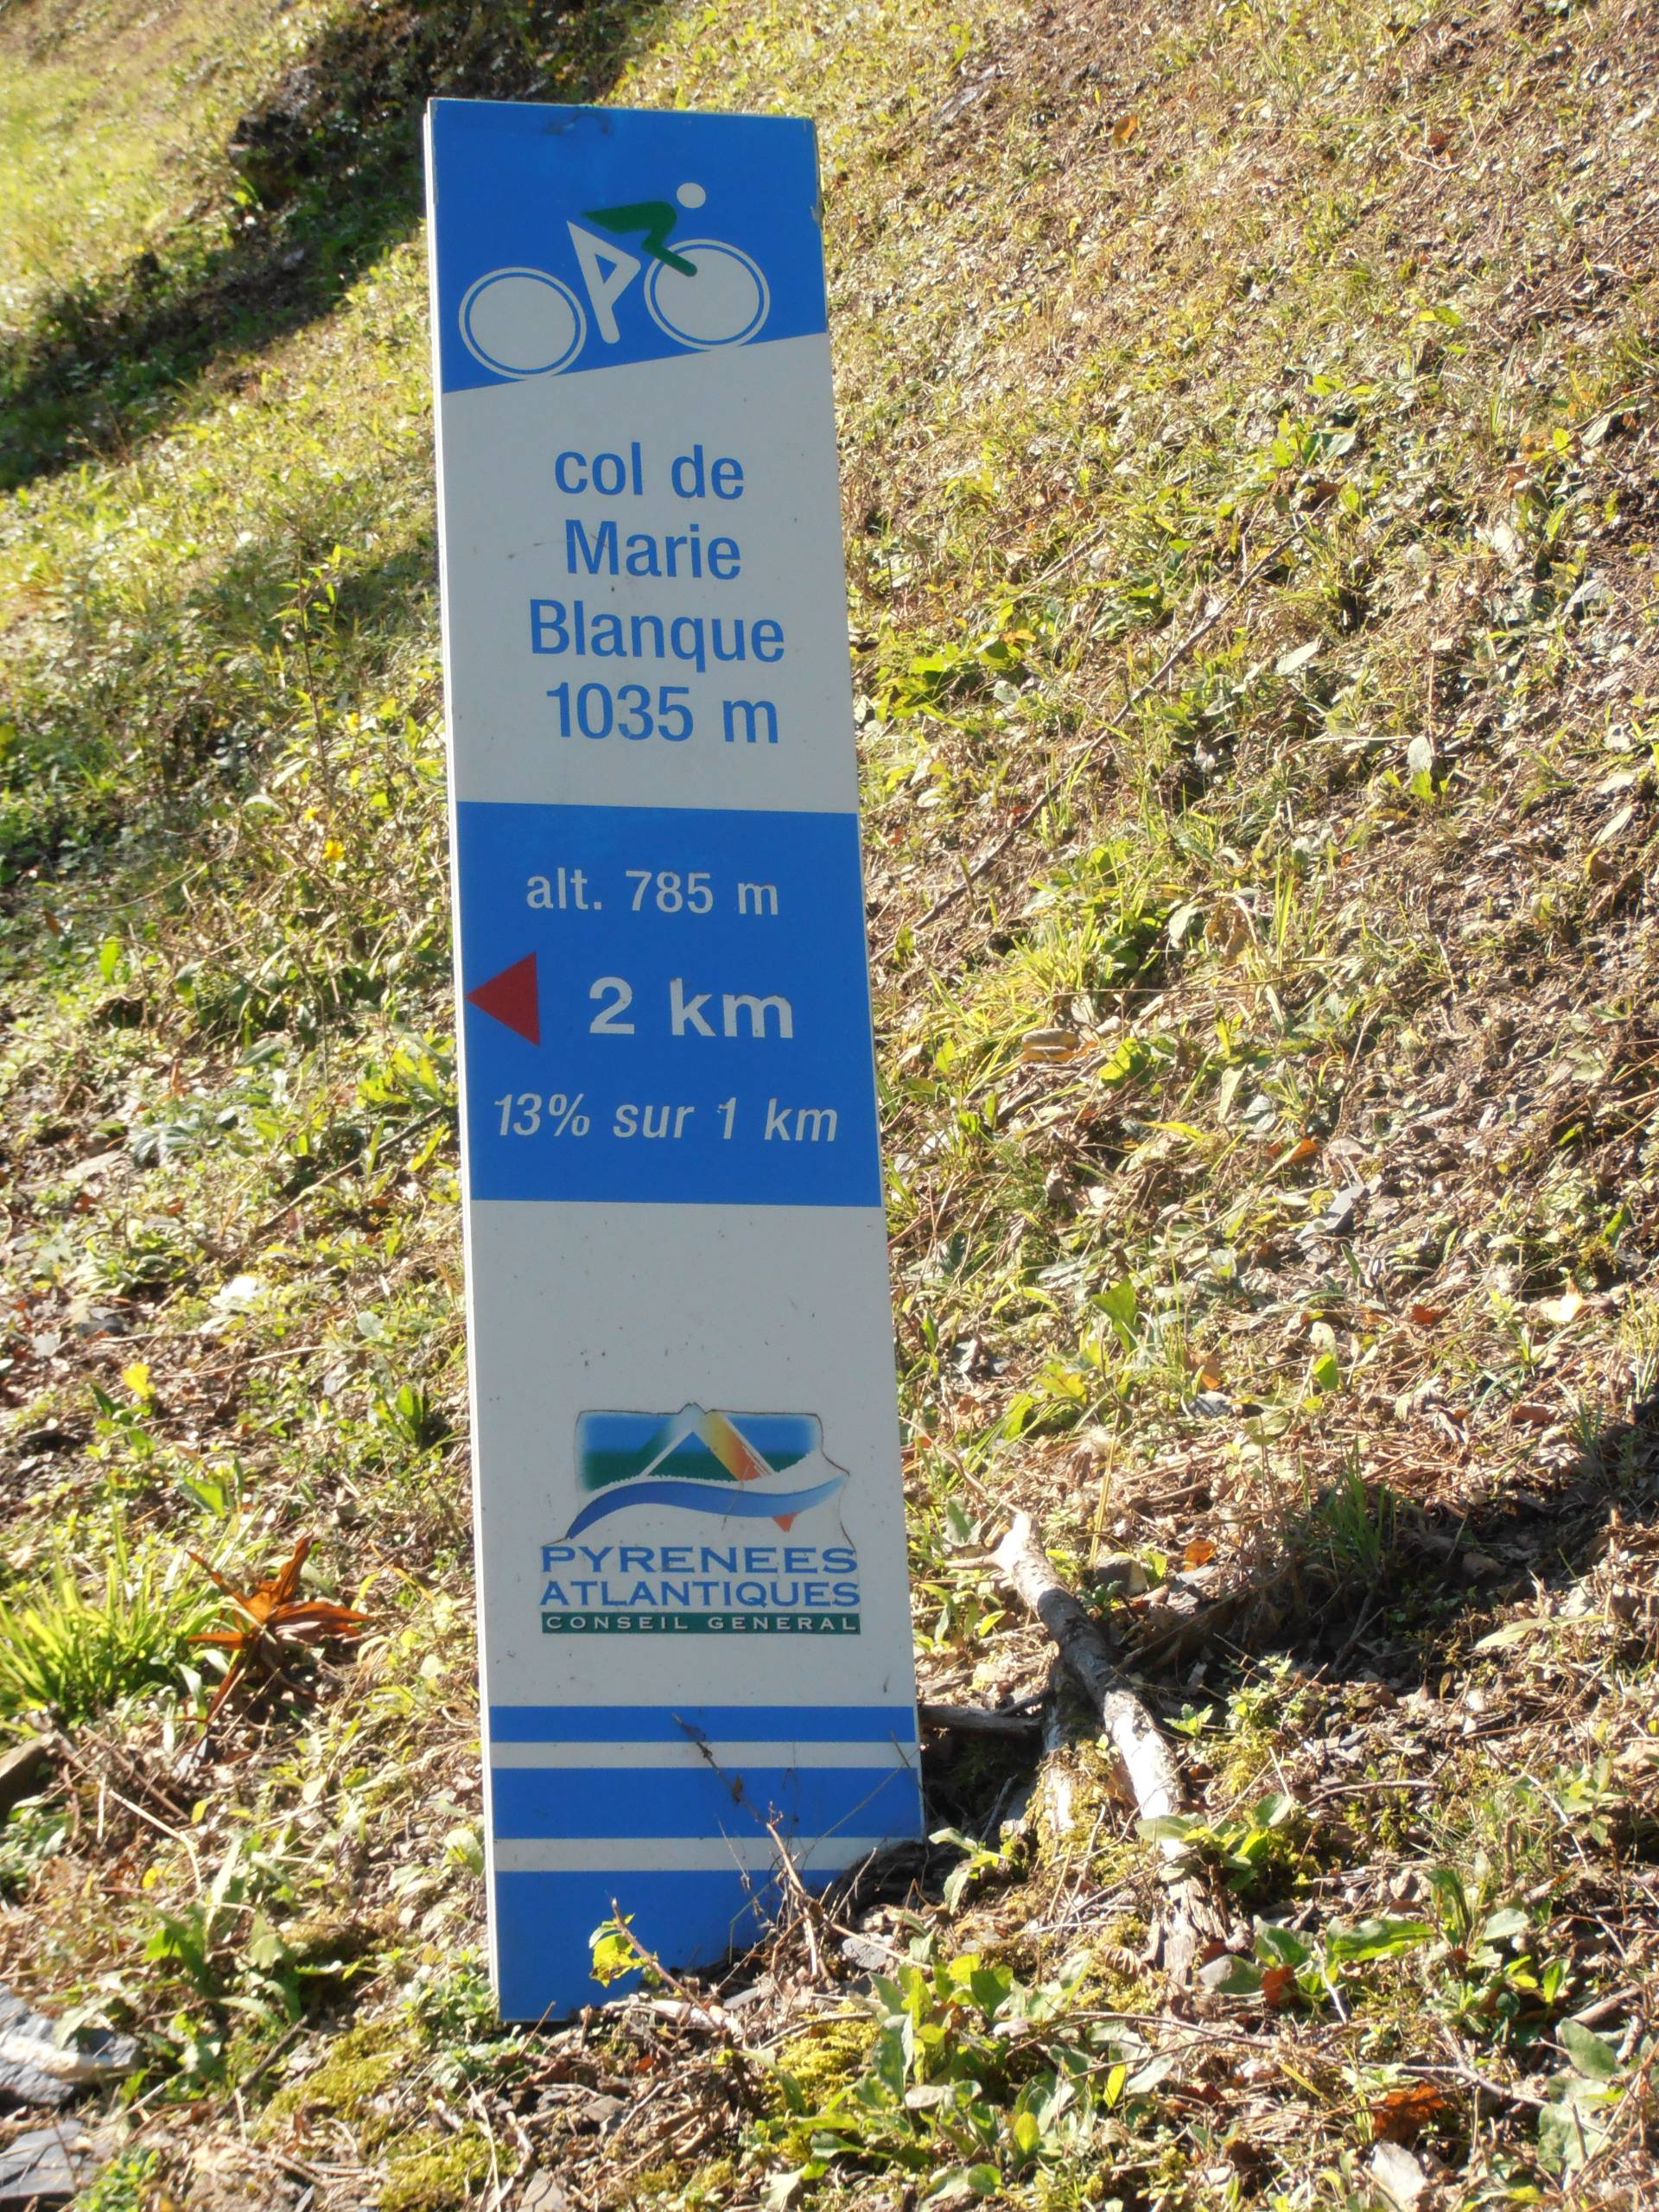 col de
Marie
Blanque
1035 m
alt. 785 m
2 km
13% sur 1 km
PYRENEES
ATLANTIQUES
CONSEIL GENERAL